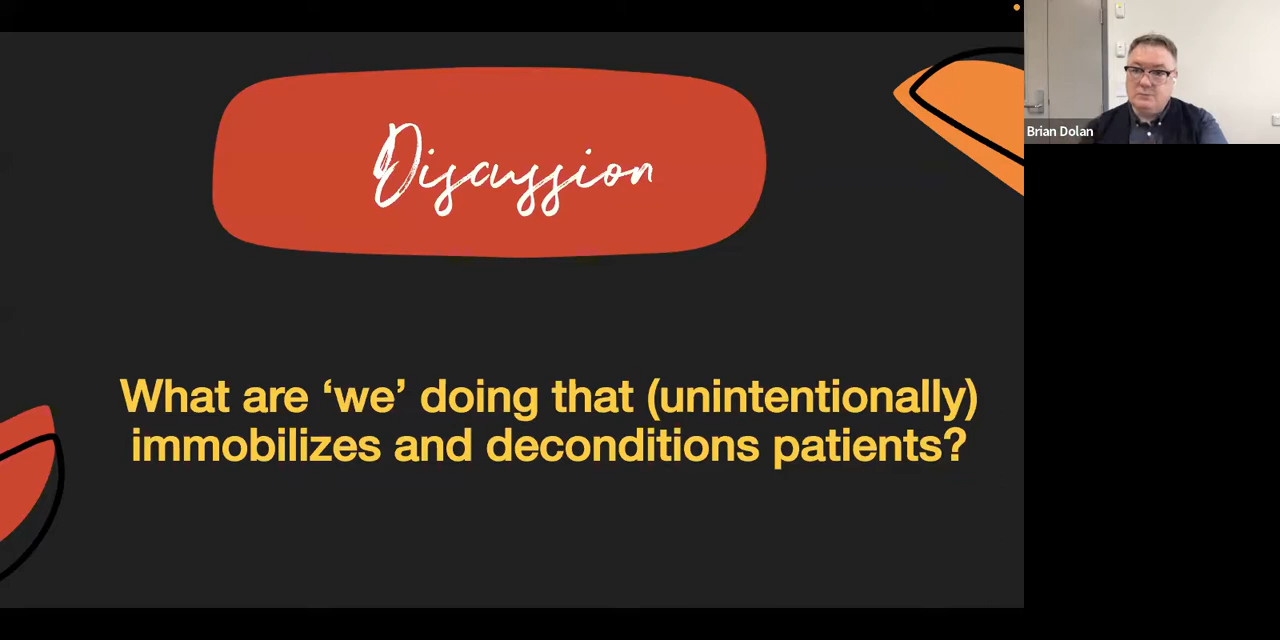 Discussion
What are ‘we’ doing that (unintentionally)
immobilizes and deconditions patients?
Brian Dolan